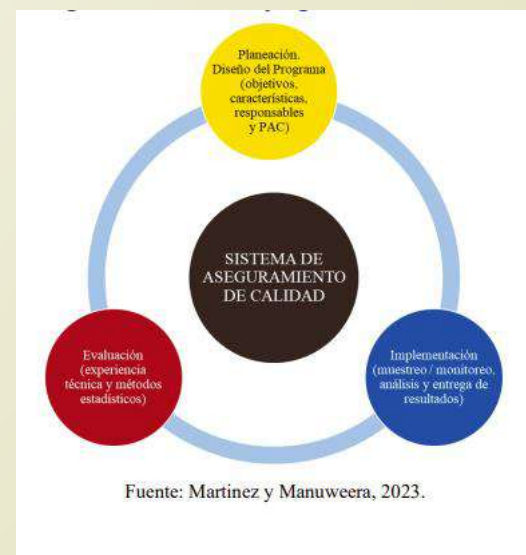 Planeación.
Diseño del Programa
(objetivos,
características,
responsables
y PAC)
SISTEMA DE
ASEGURAMIENTO
DE CALIDAD
Evaluación
(experiencia
técnica y métodos
estadísticos)
Implementación
(muestreo / monitoreo,
análisis y entrega de
resultados)
Fuente: Martinez y Manuweera, 2023.